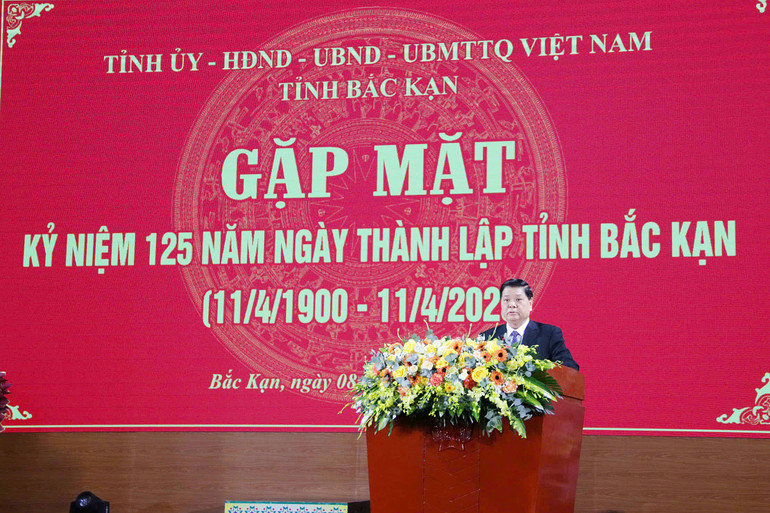 TỈNH ỦY - HĐND - UBND - UBMTTQ VIỆT NAM
TỈNH BẮC KẠN
GẶP MẶT
KỶ NIỆM 125 NĂM NGÀY THÀNH LẬP TỈNH BẮC KẠN
(11/4/1900 - 11/4/202
Bắc Kạn, ngày 08